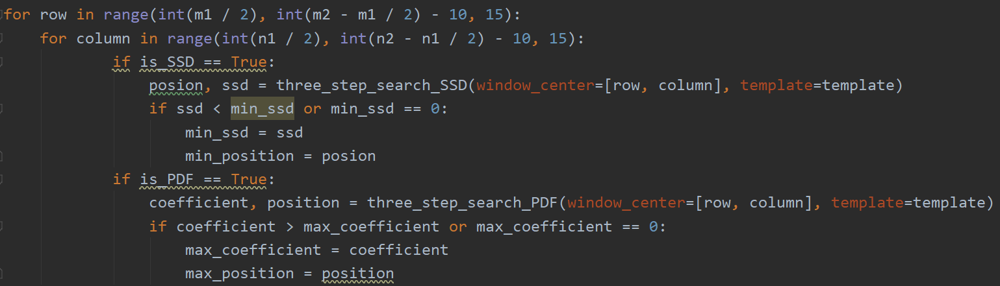 for row in range(int(m1 / 2), int(m2 - m1 / 2) - 10, 15):
for column in range(int(n1 / 2), int(n2 - n1 / 2) - 10, 15):
if is_SSD == True:
posion, ssd = three_step_search_SSD(window_center=[row, column], template=template)
if ssd < min_ssd or min_ssd == 0:
min_ssd = ssd
min_position = posion
if is_PDF == True:
coefficient, position = three_step_search_PDF(window_center=[row, column], template=template)
if coefficient > max_coefficient or max_coefficient == 0:
max_coefficient = coefficient
max_position = position